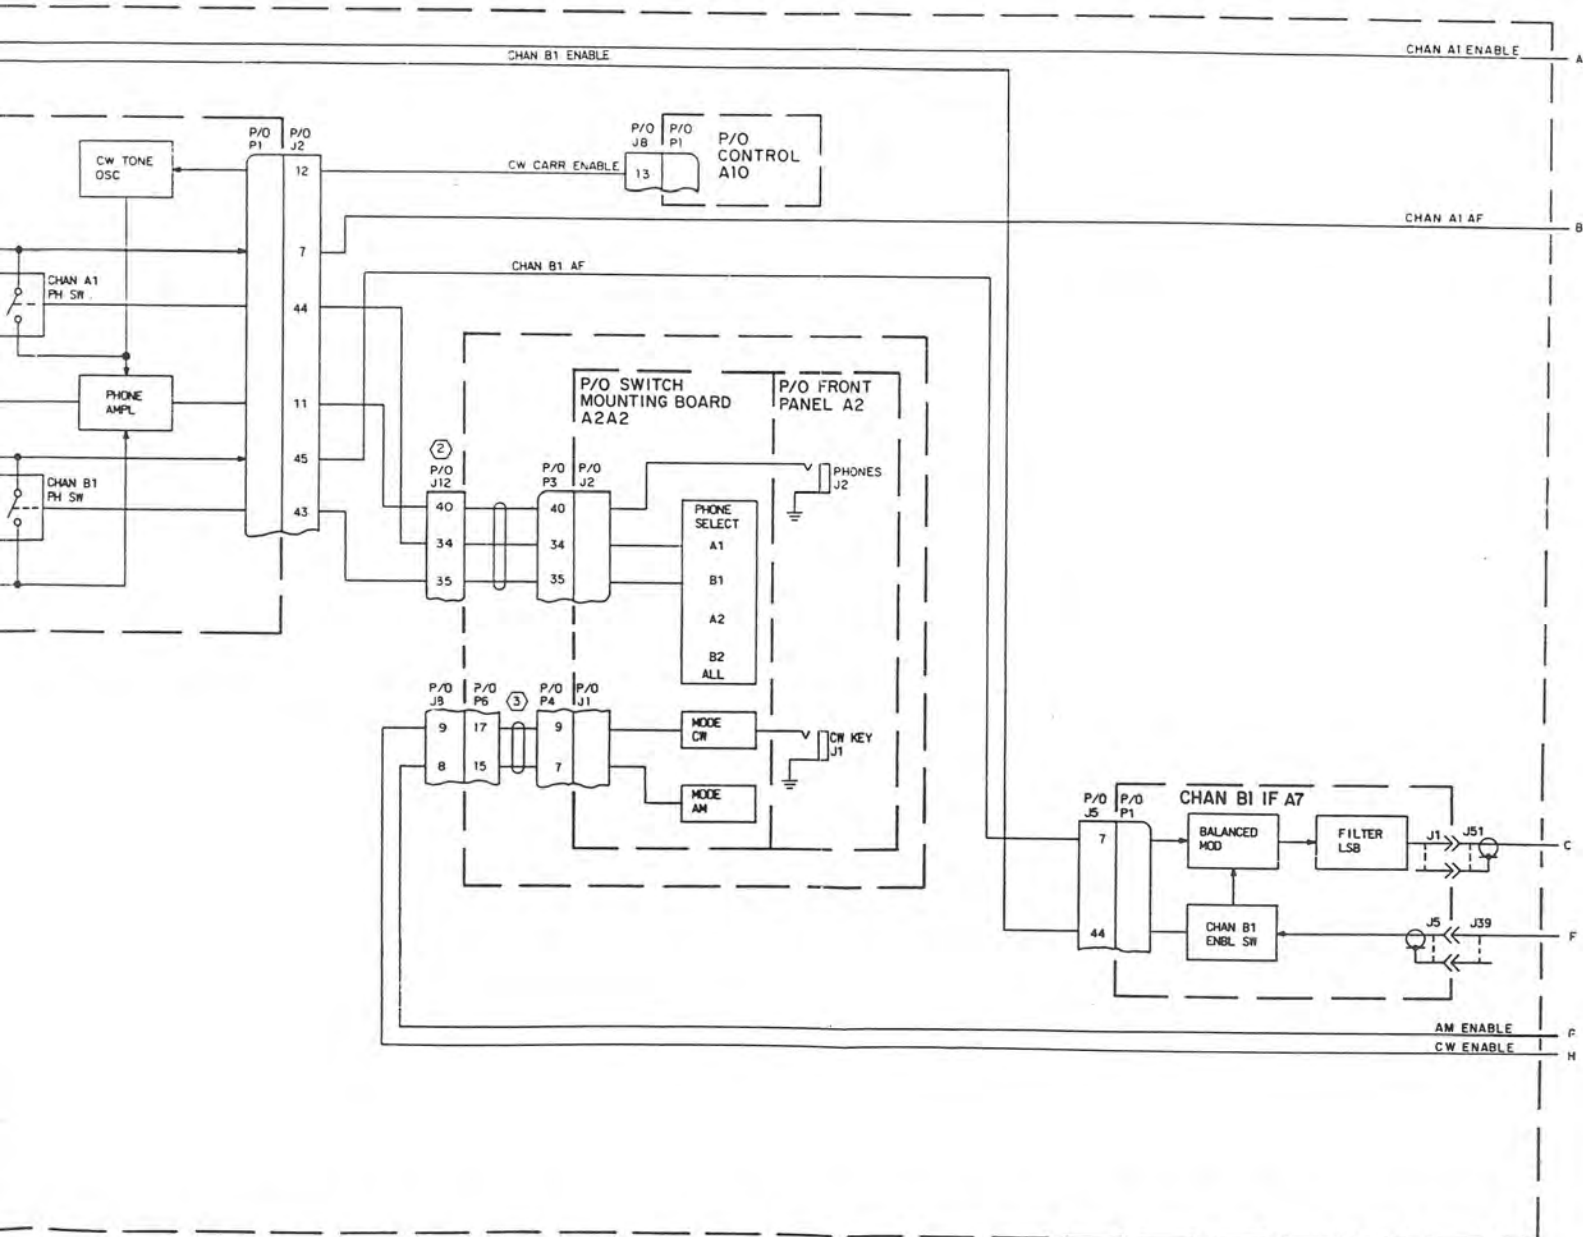 CHAN B1 ENABLE
CHAN A1 ENABLE
A
P/O P1
P/O J2
P/O J8
P/O P1
P/O CONTROL A10
CW TONE OSC
12
CW CARR ENABLE
13
CHAN A1 AF
B
7
CHAN B1 AF
CHAN A1
PH SW
44
PHONE AMPL
11
45
CHAN B1
PH SW
43
P/O SWITCH
MOUNTING BOARD
A2A2
P/O FRONT
PANEL A2
2
P/O J12
P/O P3
P/O J2
PHONES
J2
40
40
PHONE
SELECT
34
34
A1
35
35
B1
A2
B2
ALL
P/O J8
P/O P6
3
P/O P4
P/O J1
9
17
9
MODE
CW
CW KEY
J1
8
15
7
MODE
AM
P/O J5
P/O P1
CHAN B1 IF A7
7
BALANCED
MOD
FILTER
LSB
J1
J51
C
44
CHAN B1
ENBL SW
J5
J39
F
AM ENABLE
CW ENABLE
H